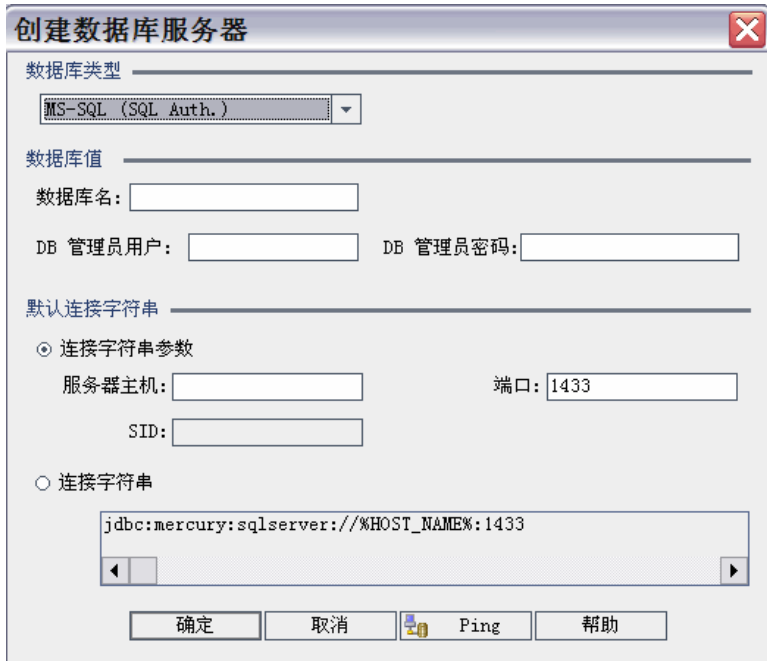 创建数据库服务器
数据库类型
MS-SQL (SQL Auth.)
数据库值
数据库名:
DB 管理员用户: DB 管理员密码:
默认连接字符串
连接字符串参数
服务器主机: 端口: 1433
SID:
连接字符串
jdbc:mercury:sqlserver://%HOST_NAME%:1433
确定 取消 Ping 帮助